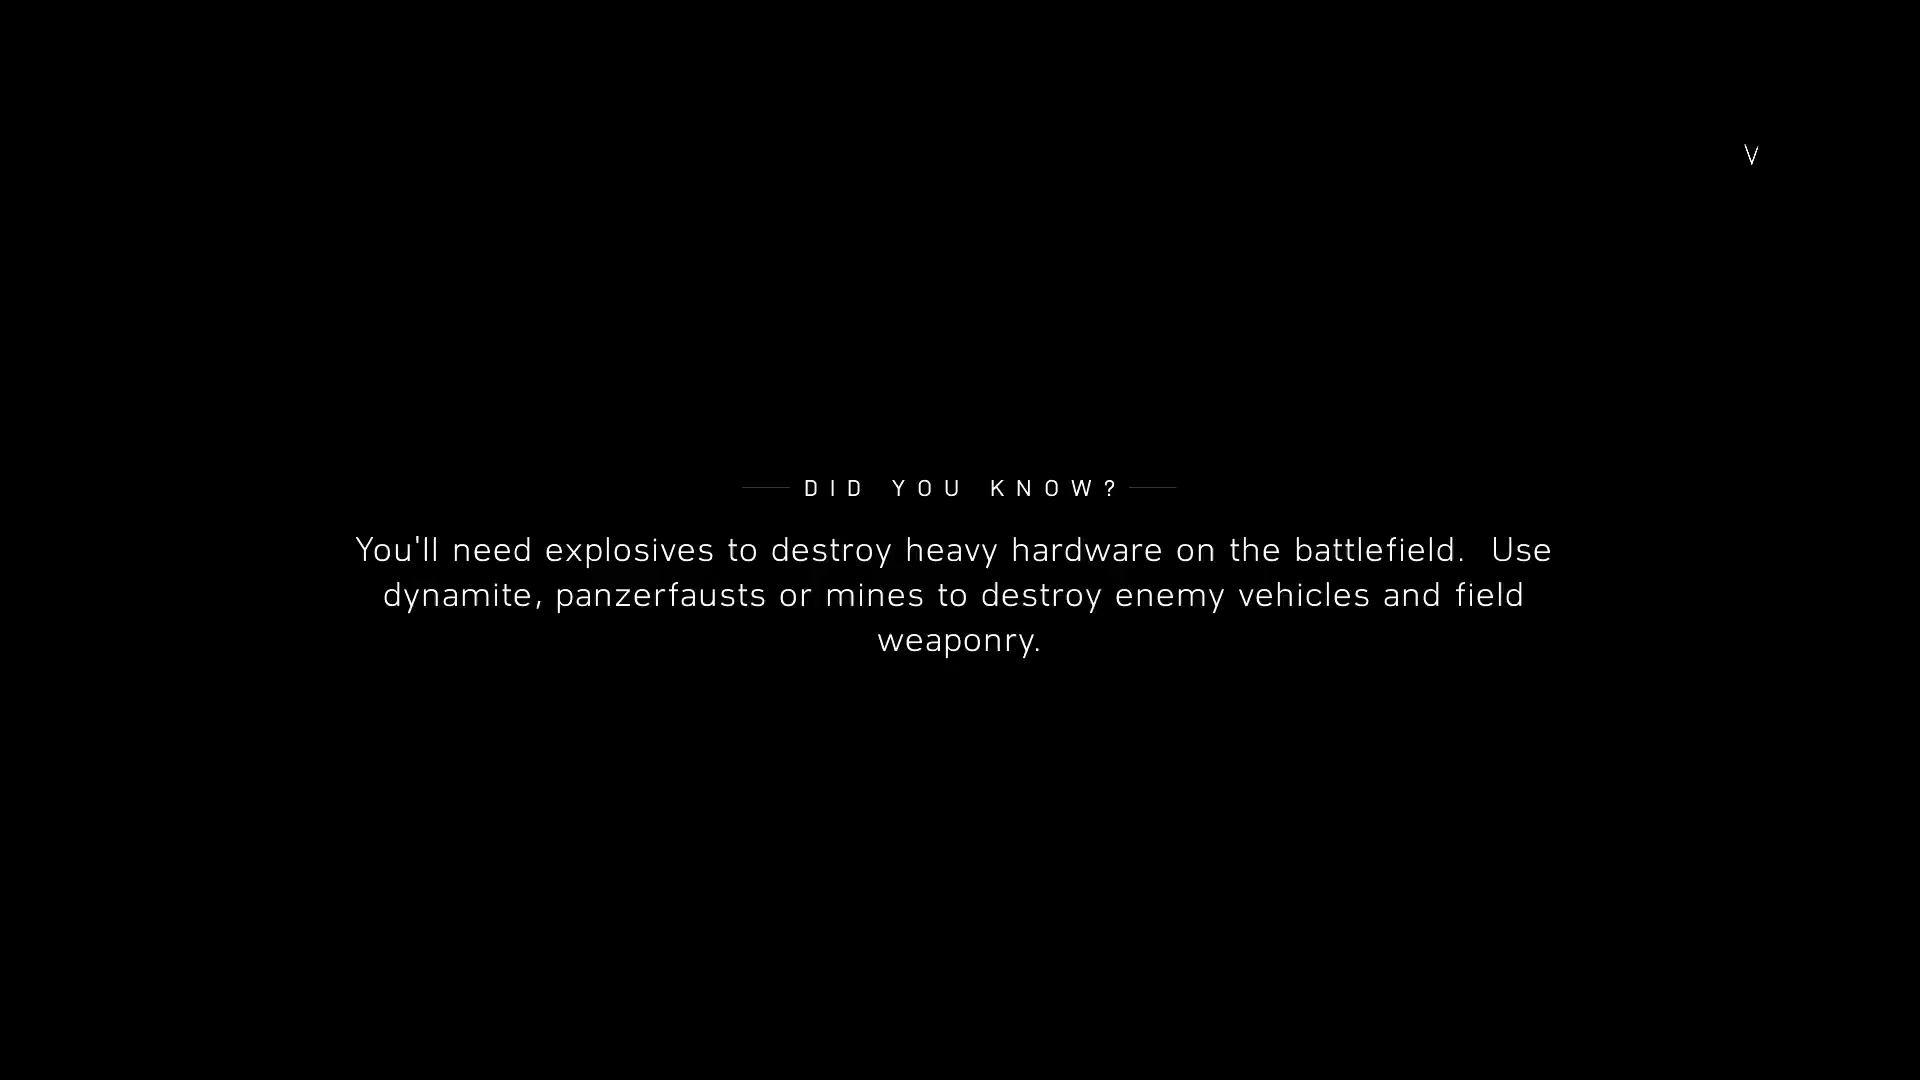 V
DID YOU KNOW?
You'll need explosives to destroy heavy hardware on the battlefield.  Use
dynamite, panzerfausts or mines to destroy enemy vehicles and field
weaponry.